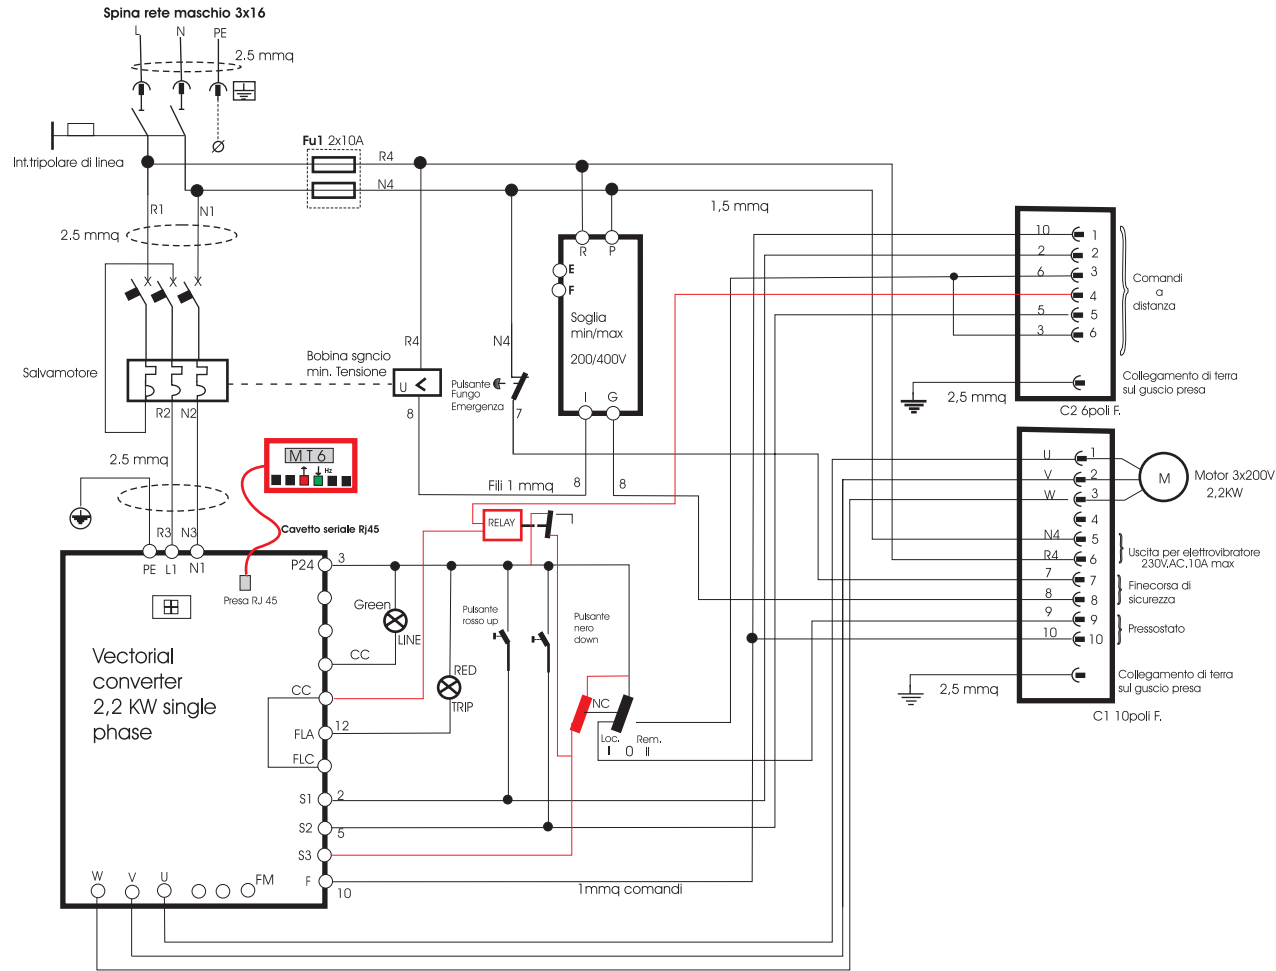 Spina rete maschio 3x16
L N PE
2.5 mmq
Int.tripolare di linea
Fu1 2x10A
R4
N4
1,5 mmq
R1 N1
2.5 mmq
R P
E
F
Soglia
min/max
200/400V
I G
Salvamotore
Bobina sgncio
min. Tensione
R4
U <
8
N4
Pulsante
Fungo
Emergenza
7
R2 N2
2.5 mmq
MT6
Hz
Cavetto seriale Rj45
Fili 1 mmq
8 8
10 1
2 2
6 3
4
5 5
3 6
Comandi
a
distanza
Collegamento di terra
sul guscio presa
2,5 mmq
C2 6poli F.
U 1
V 2
W 3
4
N4 5
R4 6
7 7
8 8
9 9
10 10
M
Motor 3x200V
2,2KW
Uscita per elettrovibratore
230V.AC.10A max
Finecorsa di
sicurezza
Pressostato
Collegamento di terra
sul guscio presa
2,5 mmq
C1 10poli F.
R3 N3
PE L1 N1
Presa RJ 45
P24 3
RELAY
Green
LINE
CC
RED
TRIP
Pulsante
rosso up
Pulsante
nero
down
Vectorial
converter
2,2 KW single
phase
CC
FLA 12
FLC
NC
Loc. Rem.
I O II
S1 2
S2 5
S3
F 10
1mmq comandi
W V U FM